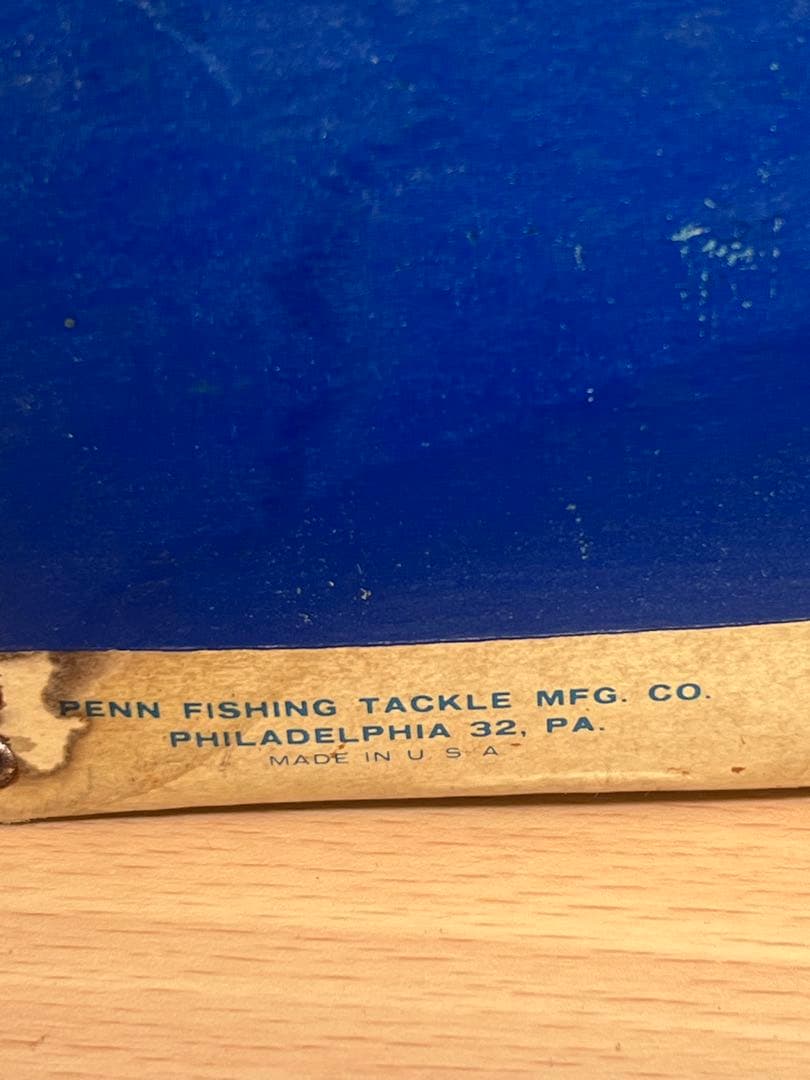 PENN FISHING TACKLE MFG. CO.
PHILADELPHIA 32, PA.
MADE IN U S A